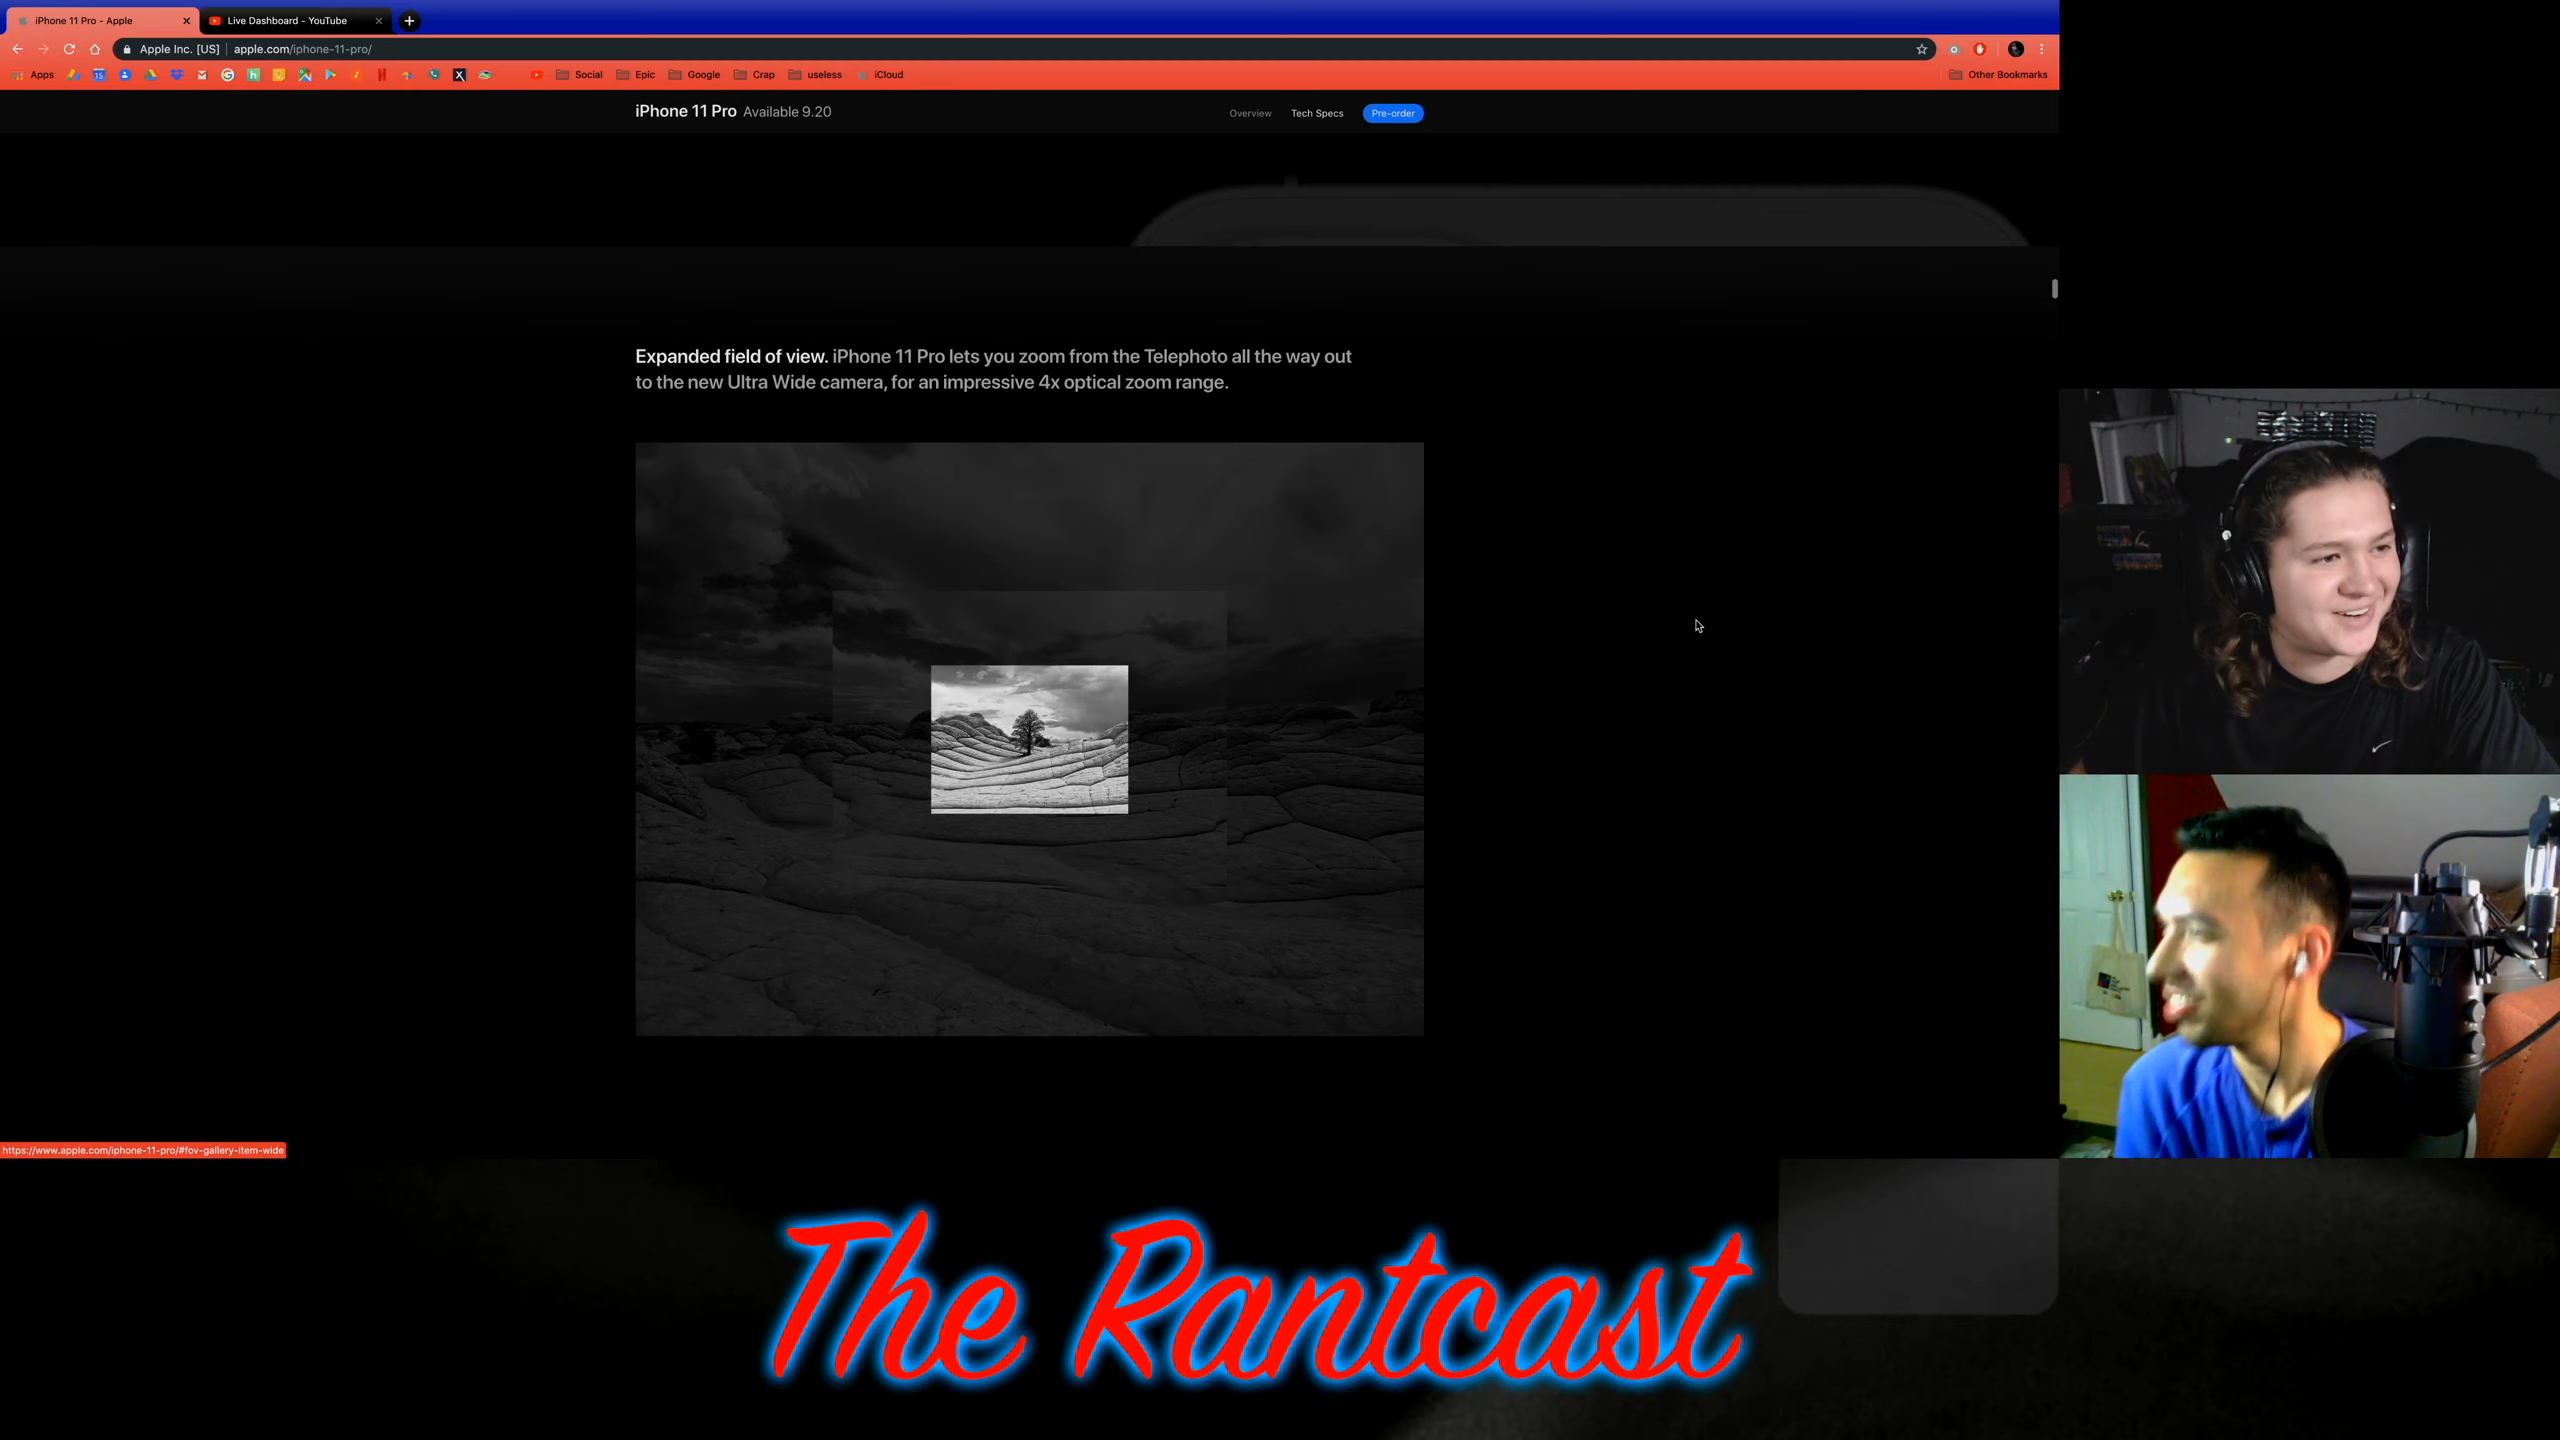 iPhone 11 Pro - Apple
Live Dashboard - YouTube
Apple Inc. [US] | apple.com/iphone-11-pro/
Apps
15
Social
Epic
Google
Crap
useless
iCloud
Other Bookmarks
iPhone 11 Pro Available 9.20
Overview
Tech Specs
Pre-order
Expanded field of view. iPhone 11 Pro lets you zoom from the Telephoto all the way out
to the new Ultra Wide camera, for an impressive 4x optical zoom range.
https://www.apple.com/iphone-11-pro/#fov-gallery-item-wide
The Rantcast